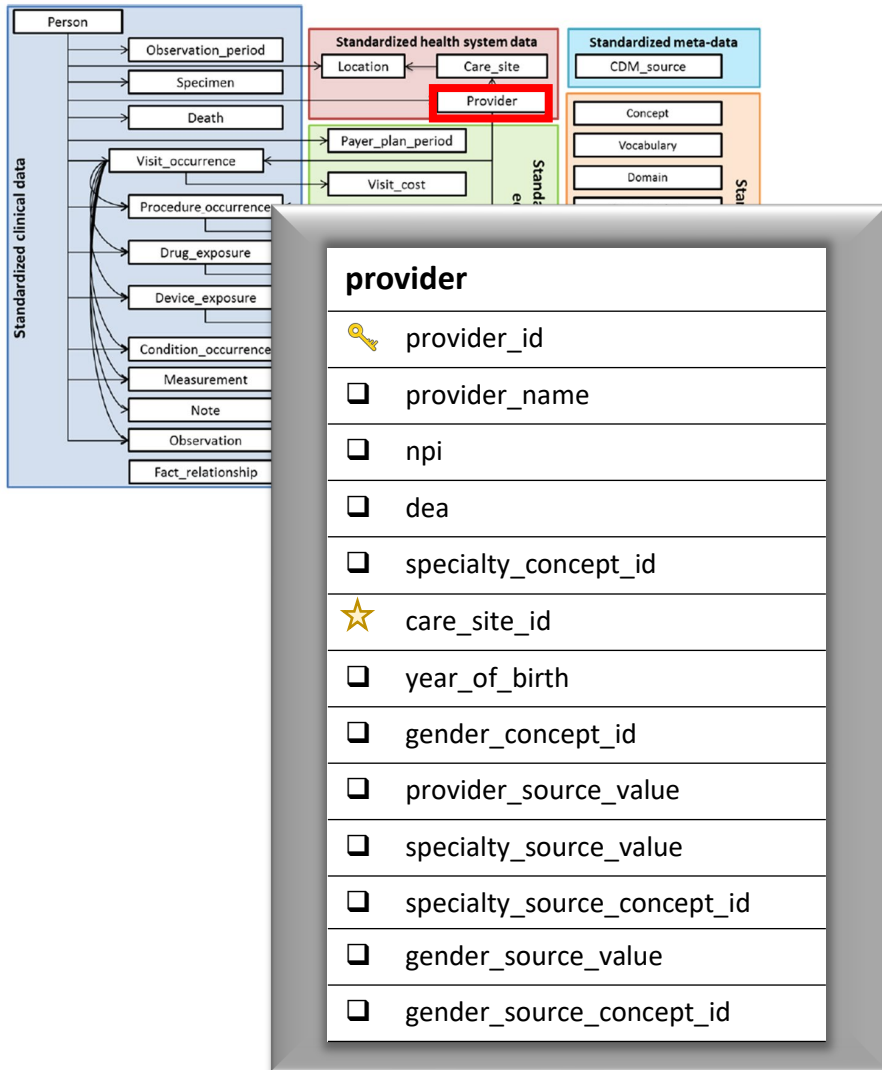 Person
Observation_period
Specimen
Death
Visit_occurrence
Procedure_occurrence
Drug_exposure
Device_exposure
Condition_occurrence
Measurement
Note
Observation
Fact_relationship
Standardized clinical data
Standardized health system data
Location
Care_site
Provider
Payer_plan_period
Visit_cost
Standardized meta-data
CDM_source
Concept
Vocabulary
Domain
provider
provider_id
provider_name
npi
dea
specialty_concept_id
care_site_id
year_of_birth
gender_concept_id
provider_source_value
specialty_source_value
specialty_source_concept_id
gender_source_value
gender_source_concept_id